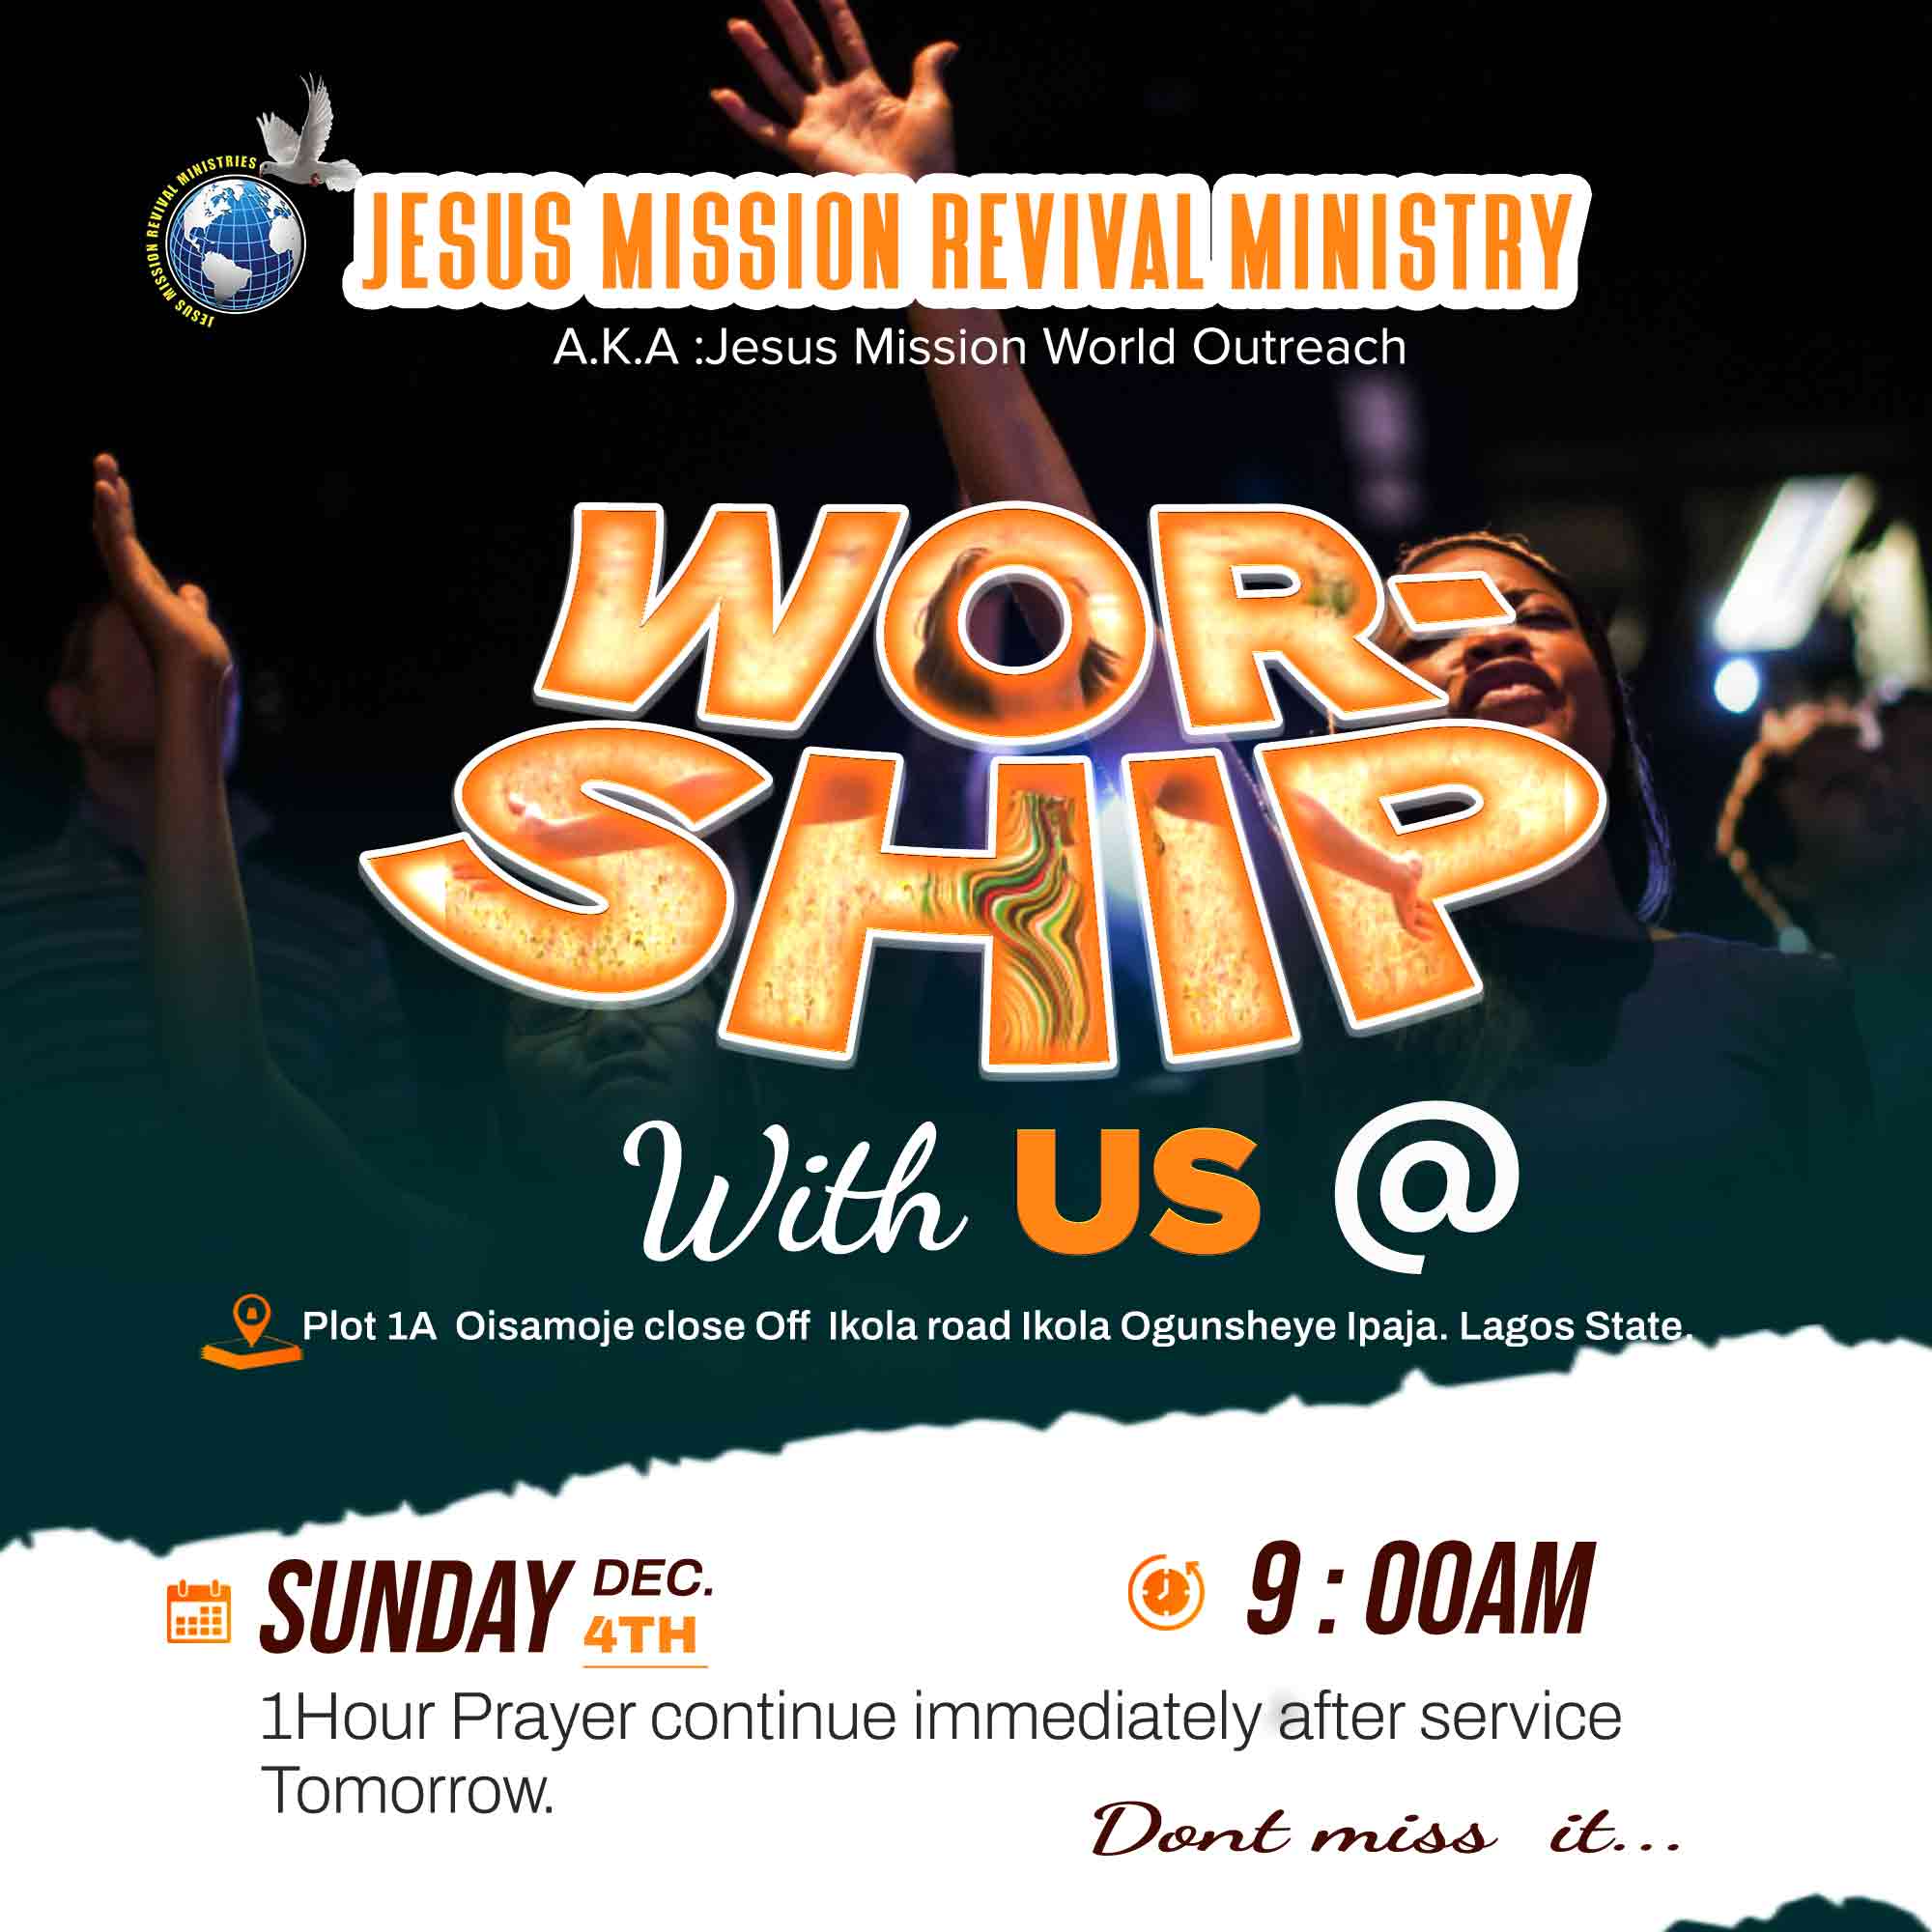 JESUS MISSION REVIVAL MINISTRIES
JESUS MISSION REVIVAL MINISTRY
A.K.A :Jesus Mission World Outreach
WOR-
SHIP
With US @
Plot 1A Oisamoje close Off Ikola road Ikola Ogunsheye Ipaja. Lagos State.
SUNDAY DEC. 4TH
9 : 00AM
1Hour Prayer continue immediately after service
Tomorrow.
Dont miss it...